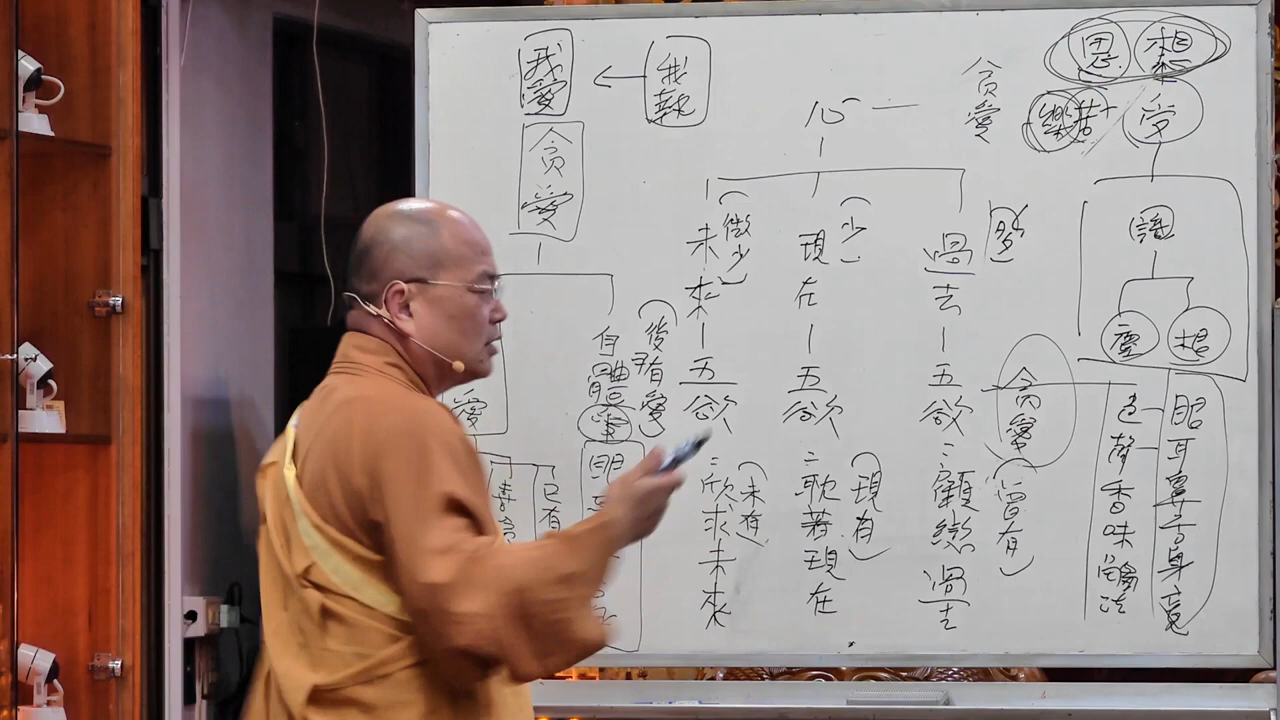 想
思
受
樂苦
識
根
塵
眼耳鼻舌身意
色聲香味觸法
貪愛
貪愛
心
(多)
過去
五欲
:顧戀過去
(曾有)
(少)
現在
五欲
:耽著現在
(現有)
(微少)
未來
五欲
:欣求未來
(未有)
我執
我愛
貪愛
(後有愛)
自體愛
愛
已有